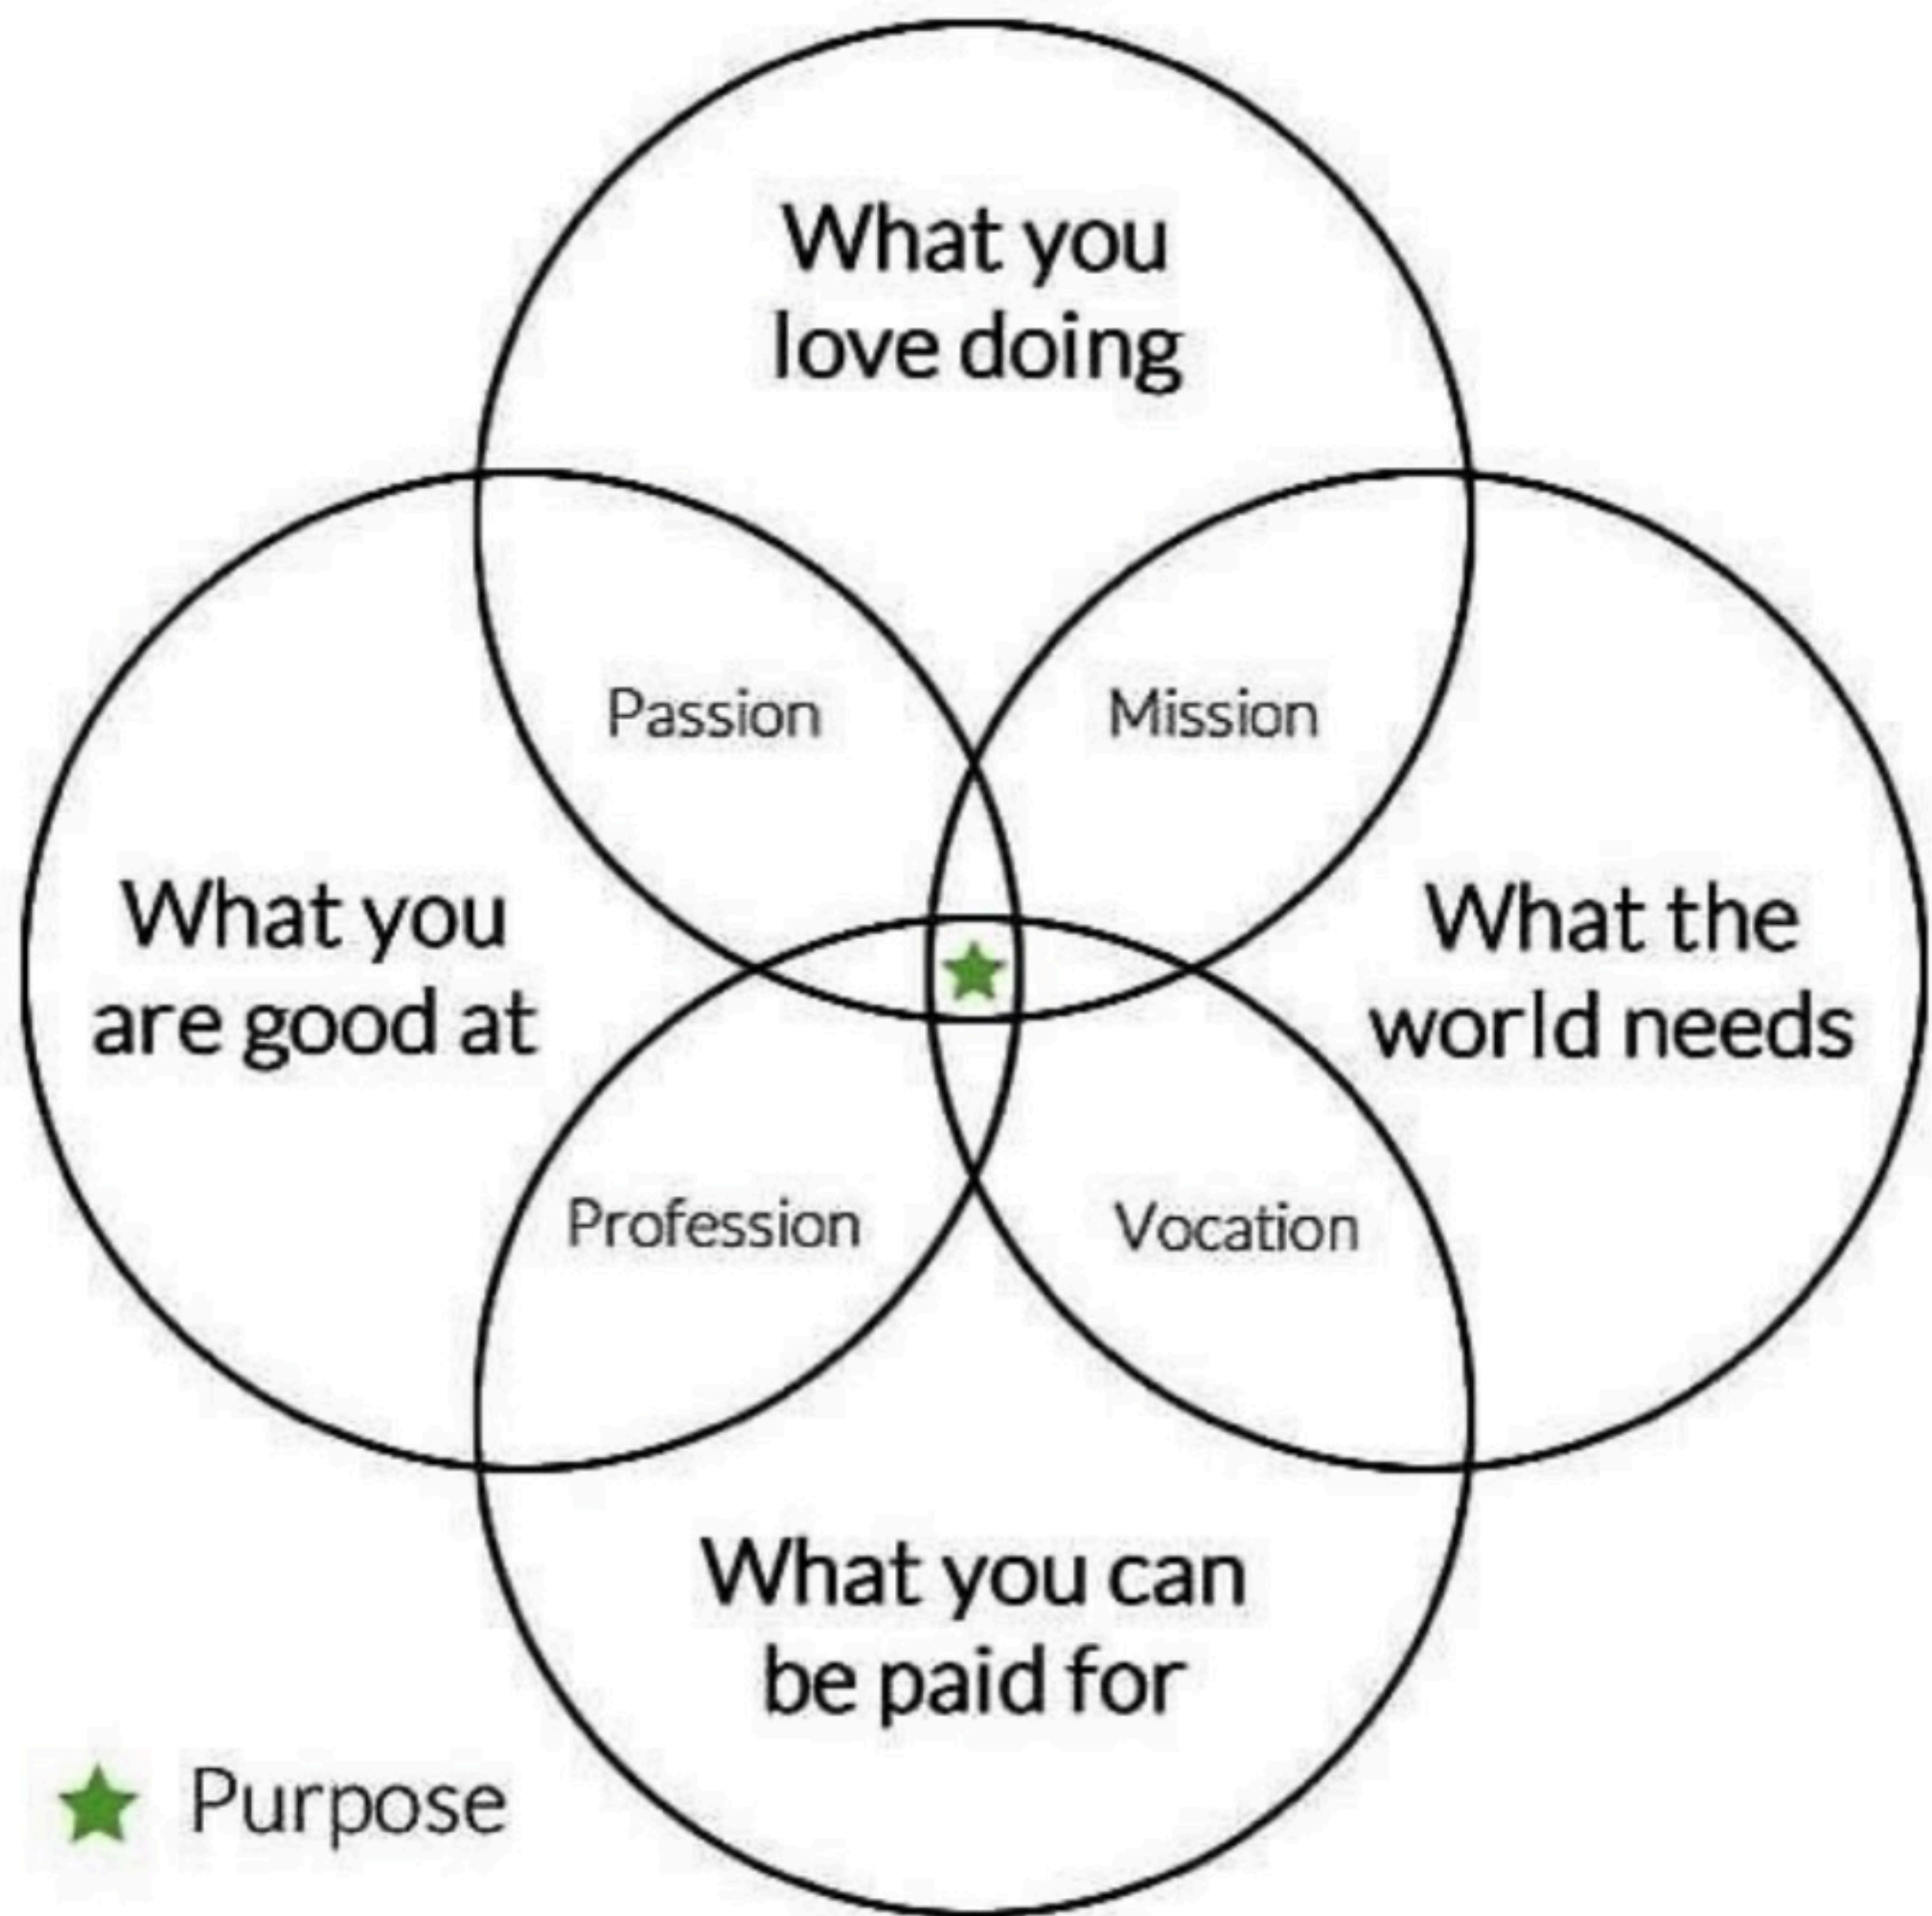 What you
love doing
Passion
Mission
What you
are good at
What the
world needs
Profession
Vocation
What you can
be paid for
Purpose